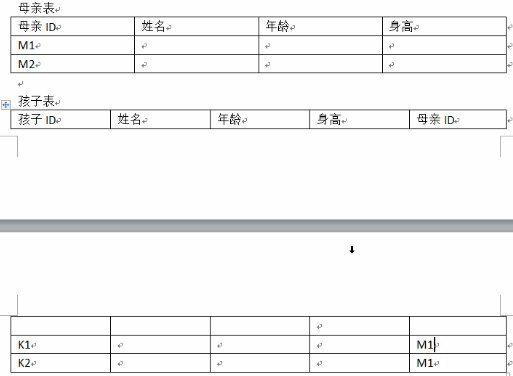 母亲表
母亲 ID 姓名 年龄 身高
M1
M2
孩子表
孩子 ID 姓名 年龄 身高 母亲 ID
K1 M1
K2 M1